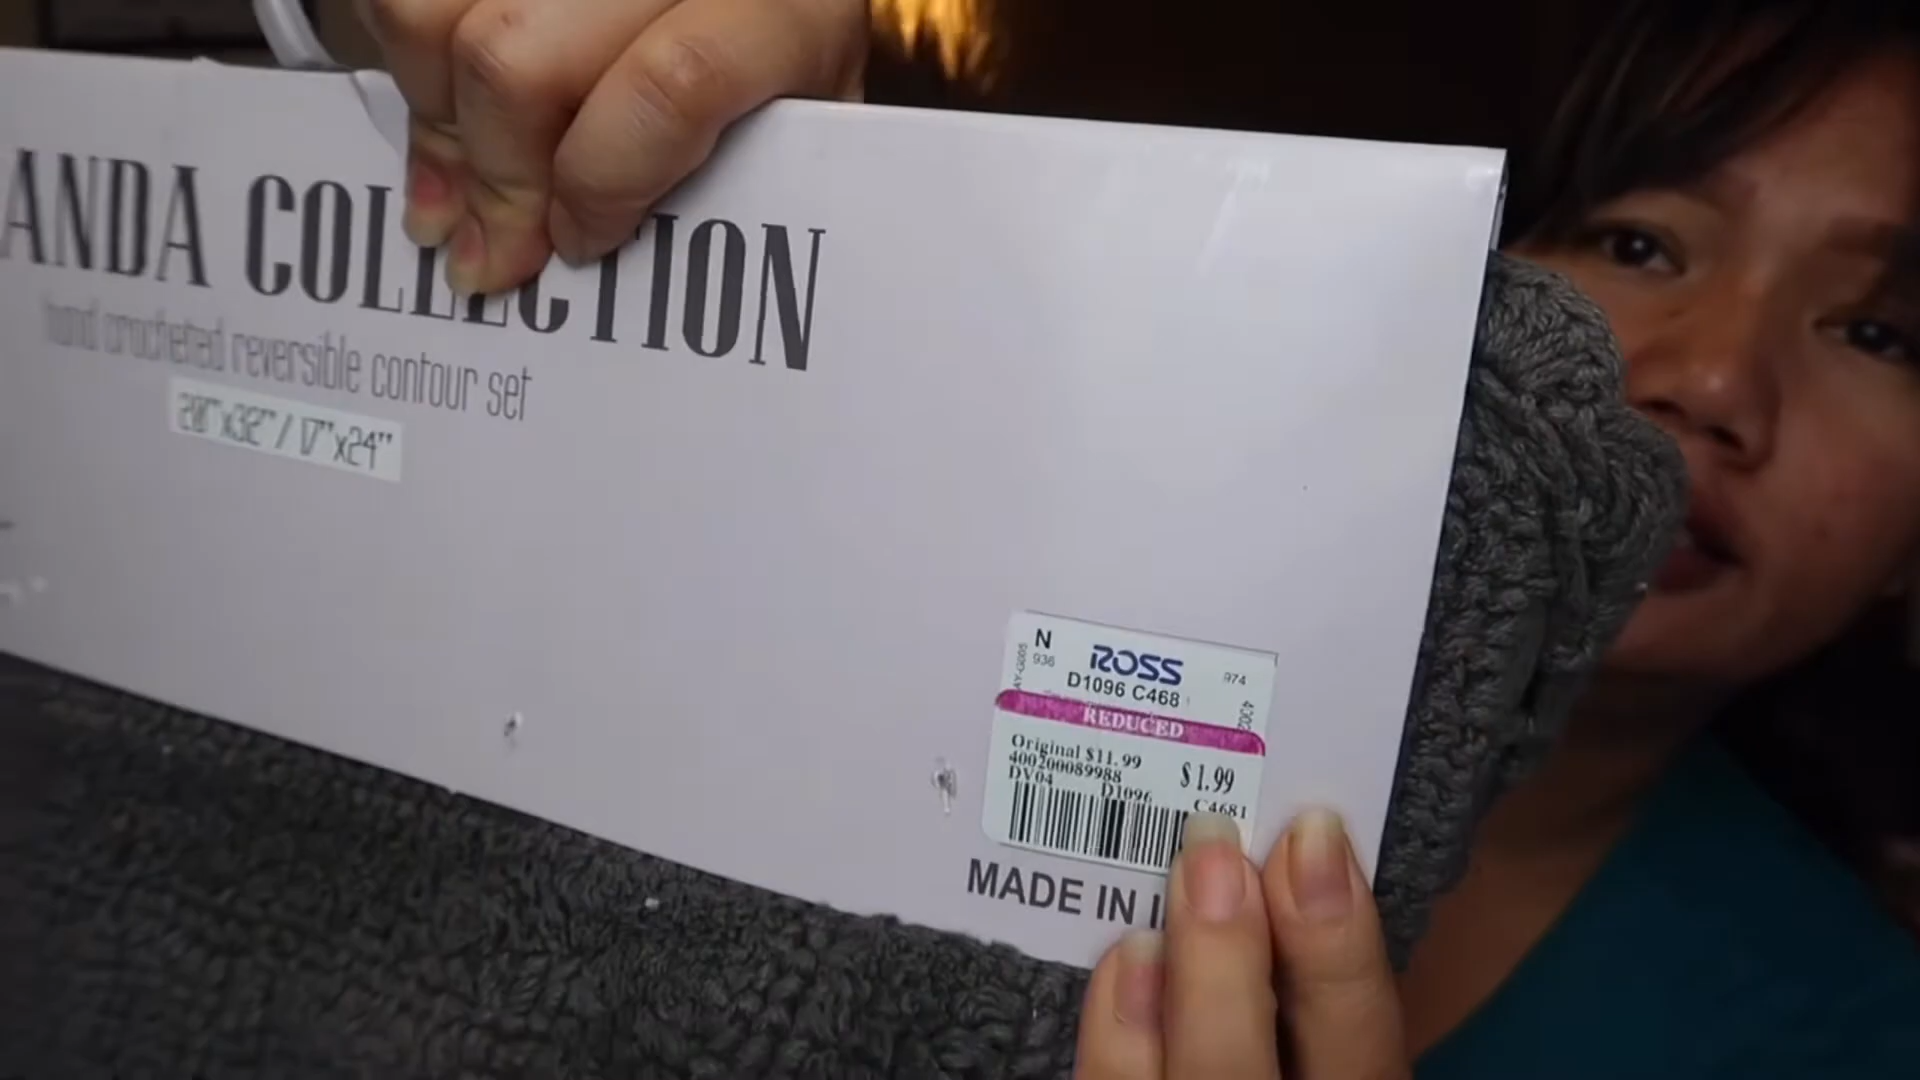 ANDA COLLECTION
hand crocheted reversible contour set
20"x32" / 17"x24"
N
936
ROSS
974
D1096 C468
REDUCED
Original $11.99
400200089988
$1.99
DV04
D1096
C4681
MADE IN